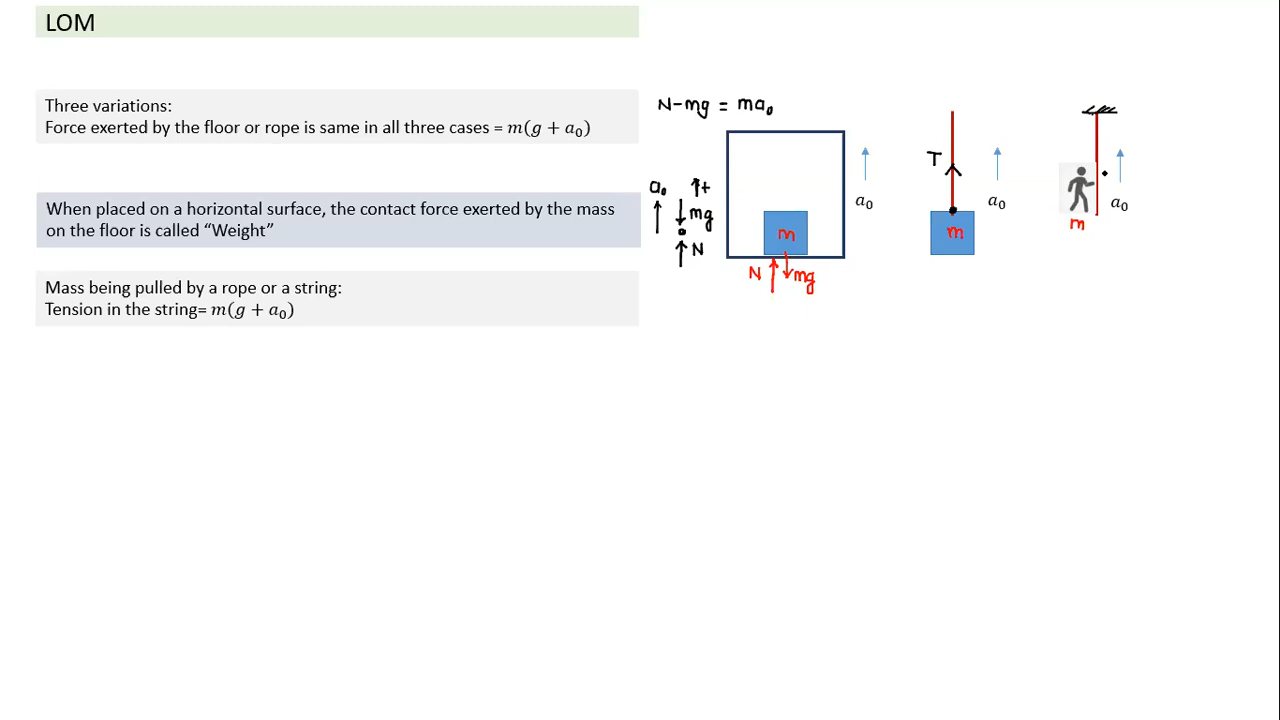 LOM
Three variations:
Force exerted by the floor or rope is same in all three cases = m(g + a₀)
When placed on a horizontal surface, the contact force exerted by the mass
on the floor is called “Weight”
Mass being pulled by a rope or a string:
Tension in the string= m(g + a₀)
N-mg = ma₀
a₀ +
mg
N
m
N mg
a₀
T
m
a₀
m
a₀